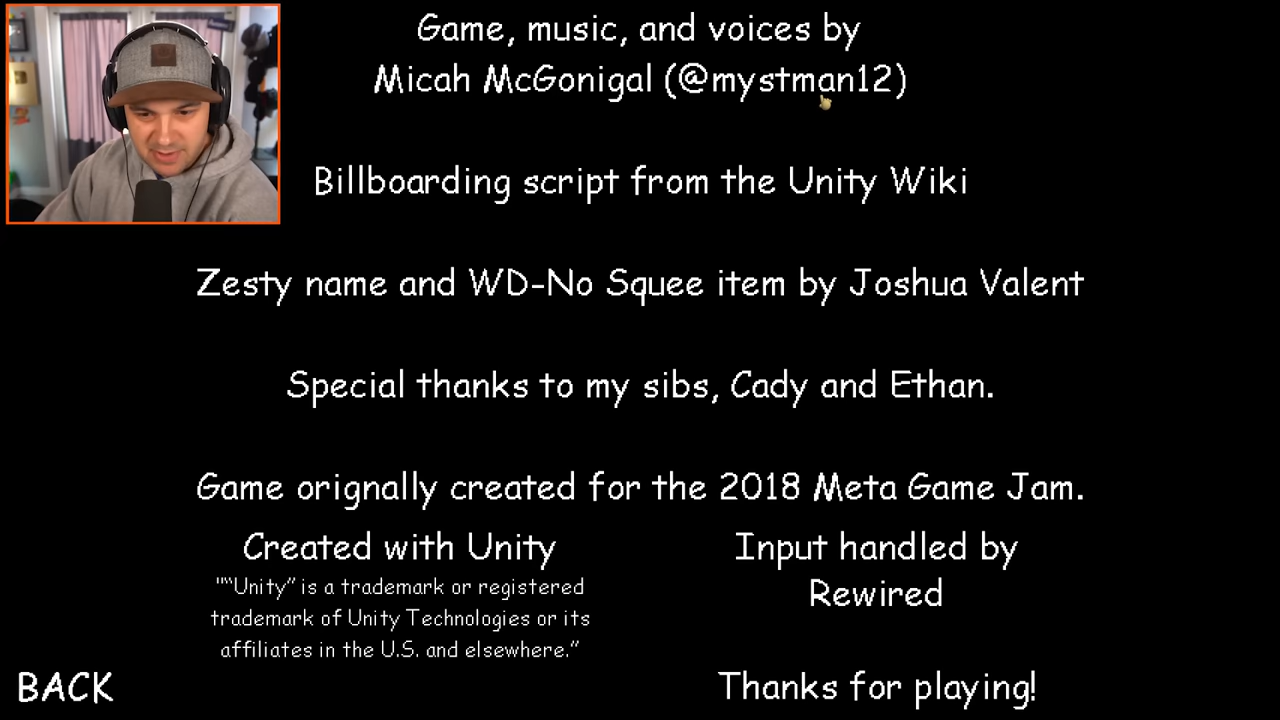 Game, music, and voices by
Micah McGonigal (@mystman12)
Billboarding script from the Unity Wiki
Zesty name and WD-No Squee item by Joshua Valent
Special thanks to my sibs, Cady and Ethan.
Game orignally created for the 2018 Meta Game Jam.
Created with Unity
"“Unity” is a trademark or registered
trademark of Unity Technologies or its
affiliates in the U.S. and elsewhere.”
Input handled by
Rewired
BACK
Thanks for playing!